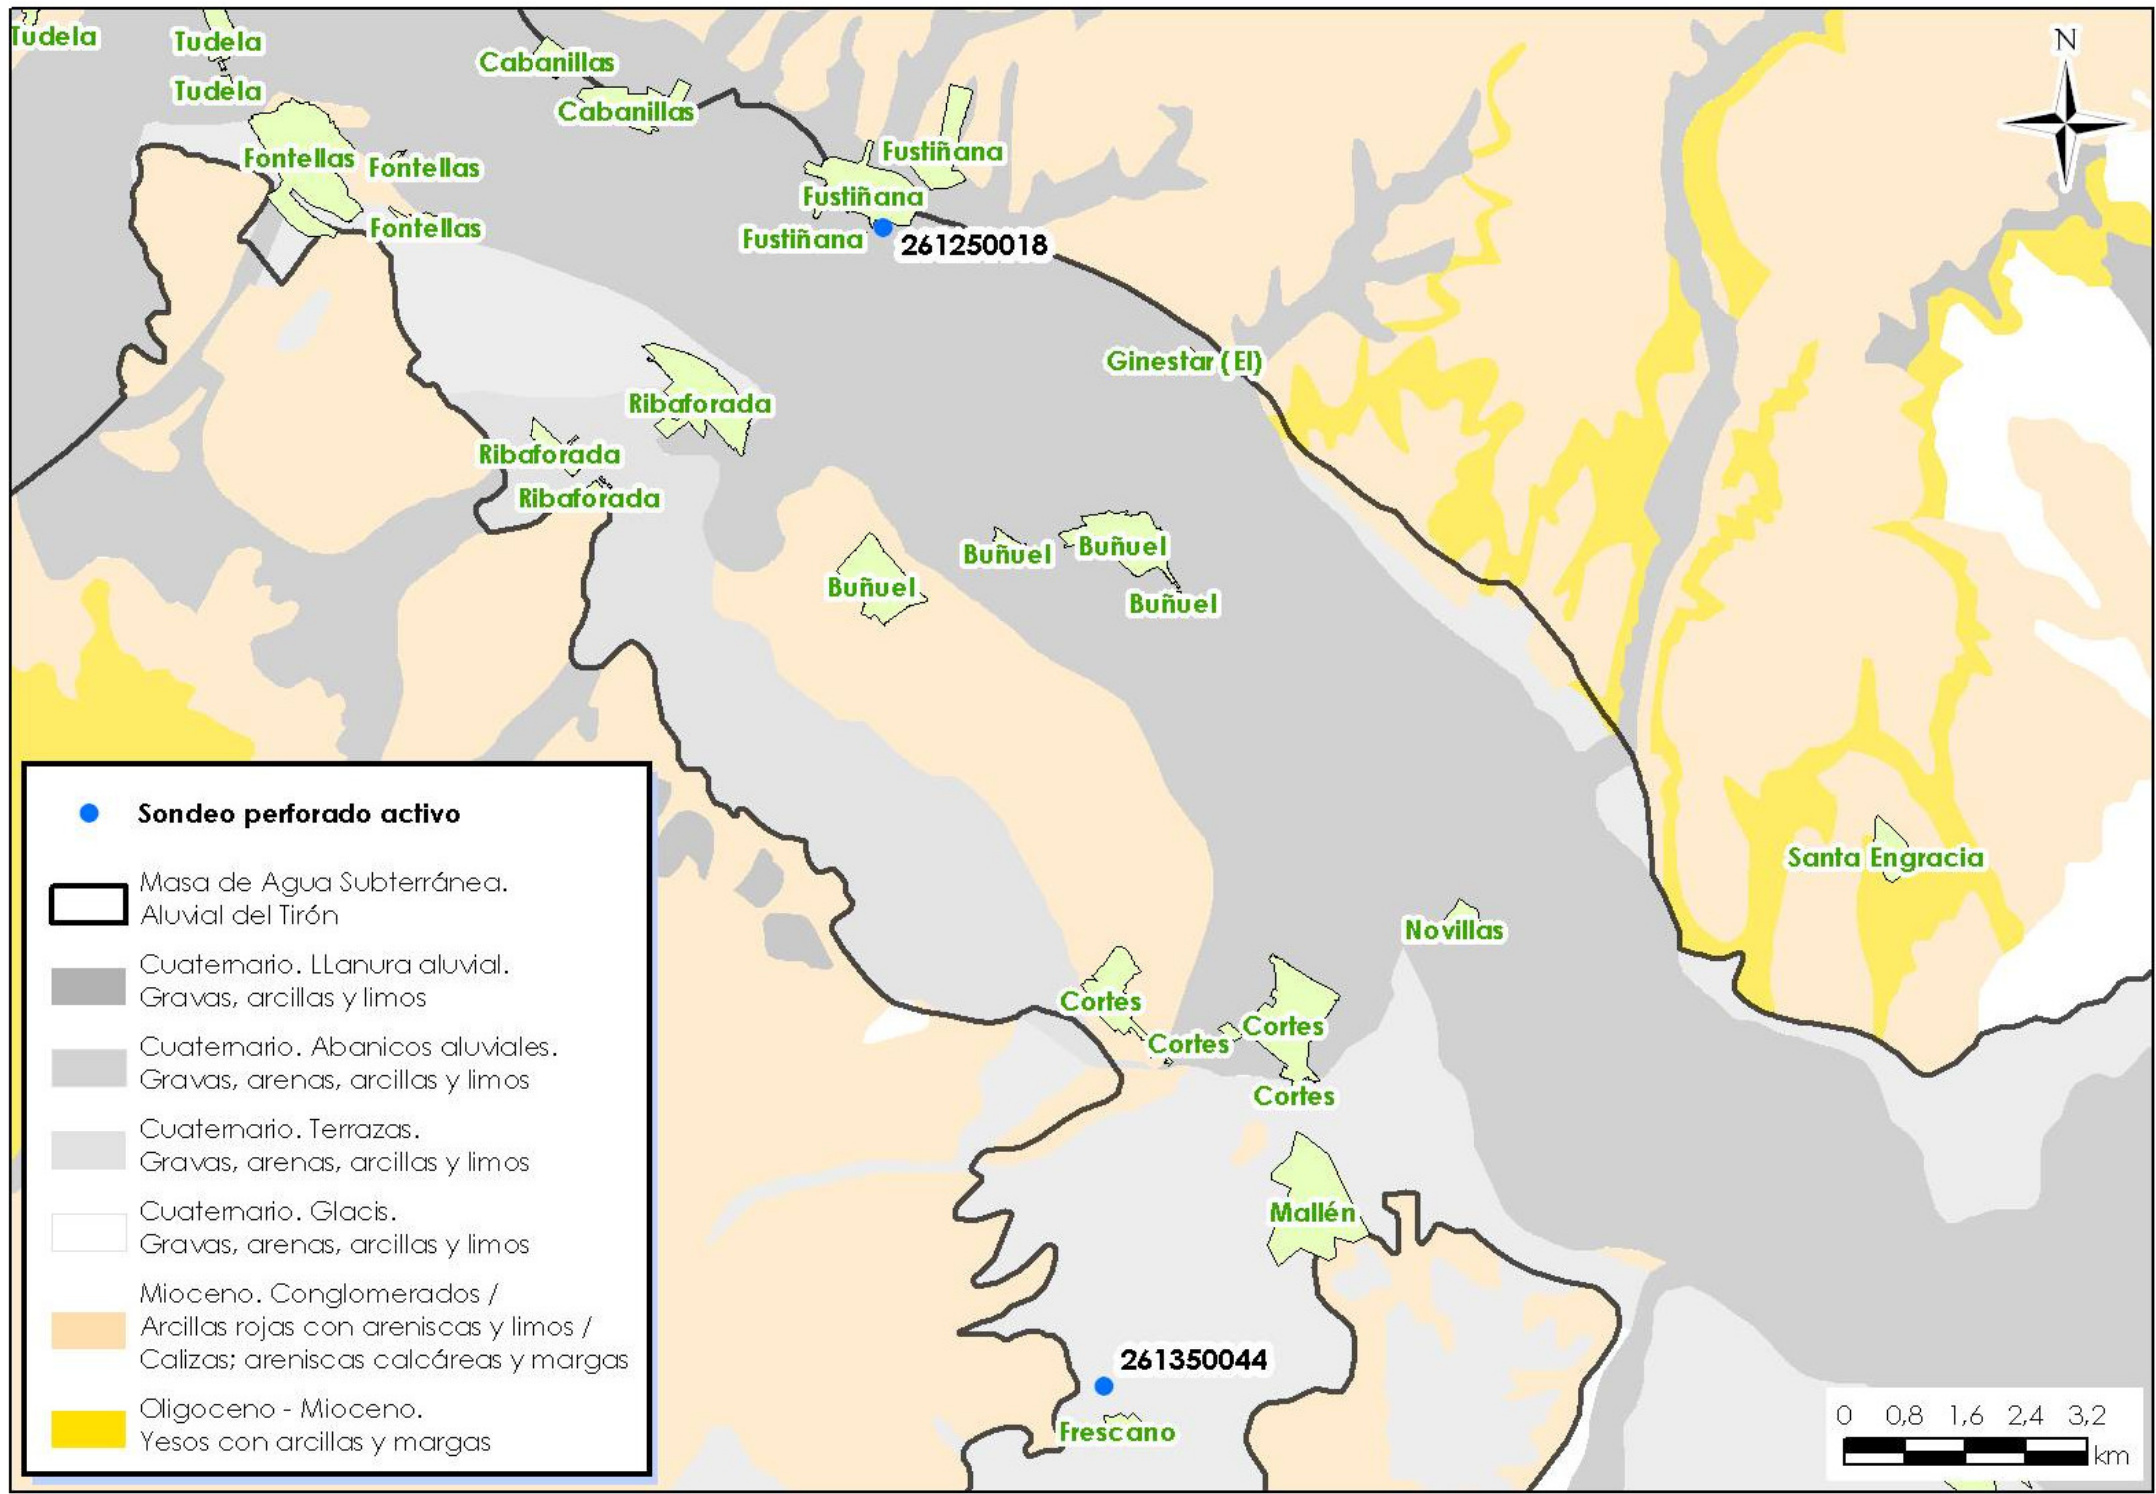 Tudela
Tudela
Tudela
Cabanillas
Cabanillas
N
Fontellas
Fontellas
Fontellas
Fustiñana
Fustiñana
Fustiñana
261250018
Ginestar (El)
Ribaforada
Ribaforada
Ribaforada
Buñuel
Buñuel
Buñuel
Buñuel
Santa Engracia
Novillas
Cortes
Cortes
Cortes
Cortes
Mallén
261350044
Frescano
Sondeo perforado activo
Masa de Agua Subterránea.
Aluvial del Tirón
Cuaternario. LLanura aluvial.
Gravas, arcillas y limos
Cuaternario. Abanicos aluviales.
Gravas, arenas, arcillas y limos
Cuaternario. Terrazas.
Gravas, arenas, arcillas y limos
Cuaternario. Glacis.
Gravas, arenas, arcillas y limos
Mioceno. Conglomerados /
Arcillas rojas con areniscas y limos /
Calizas; areniscas calcáreas y margas
Oligoceno - Mioceno.
Yesos con arcillas y margas
0 0,8 1,6 2,4 3,2
km